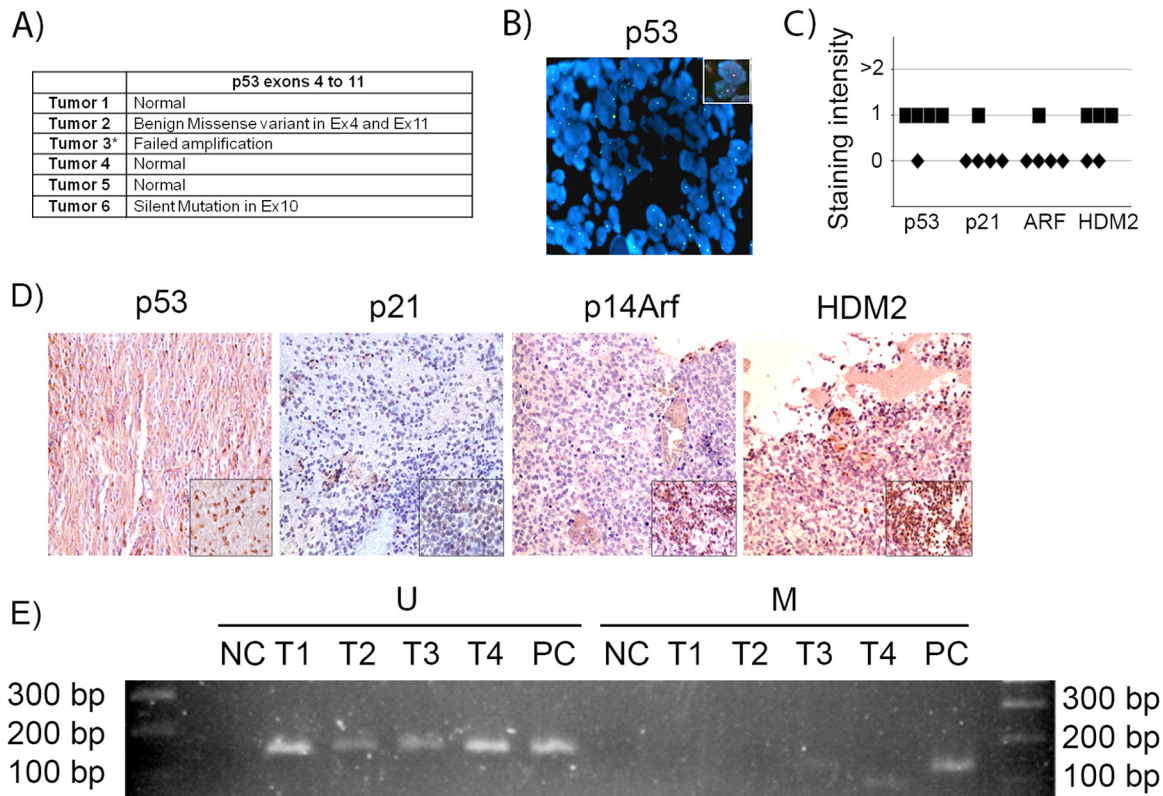 A)
p53 exons 4 to 11
Tumor 1 Normal
Tumor 2 Benign Missense variant in Ex4 and Ex11
Tumor 3* Failed amplification
Tumor 4 Normal
Tumor 5 Normal
Tumor 6 Silent Mutation in Ex10
B)
p53
C)
Staining intensity
>2
1
0
p53 p21 ARF HDM2
D)
p53 p21 p14Arf HDM2
E)
U M
NC T1 T2 T3 T4 PC NC T1 T2 T3 T4 PC
300 bp 300 bp
200 bp 200 bp
100 bp 100 bp